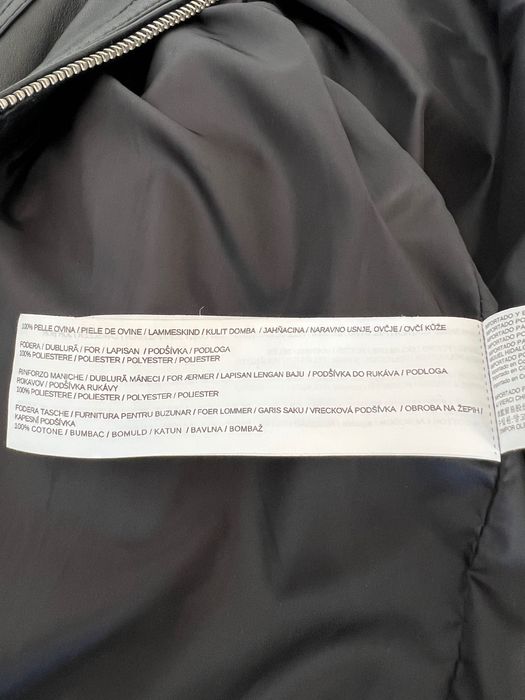 100% PELLE OVINA / PIELE DE OVINE / LAMMESKIND / KULIT DOMBA / JAHŇACINA / NARAVNO USNJE, OVČJE / OVČÍ KŮŽE
FODERA / DUBLURĂ / FOR / LAPISAN / PODŠÍVKA / PODLOGA
100% POLIESTERE / POLIESTER / POLYESTER / POLIESTER
RINFORZO MANICHE / DUBLURĂ MÂNECI / FOR ÆRMER / LAPISAN LENGAN BAJU / PODŠÍVKA DO RUKÁVA / PODLOGA
ROKAVOV / PODŠÍVKA RUKÁVY
100% POLIESTERE / POLIESTER / POLYESTER / POLIESTER
FODERA TASCHE / FURNITURA PENTRU BUZUNAR / FOER LOMMER / GARIS SAKU / VRECKOVÁ PODŠÍVKA / OBROBA NA ŽEPIH /
KAPESNÍ PODŠÍVKA
100% COTONE / BUMBAC / BOMULD / KATUN / BAVLNA / BOMBAŽ